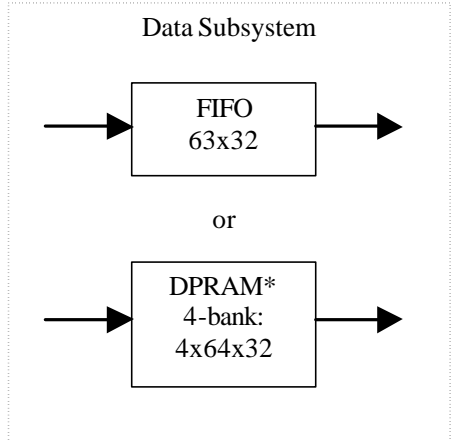 Data Subsystem
FIFO
63x32
or
DPRAM*
4-bank:
4x64x32